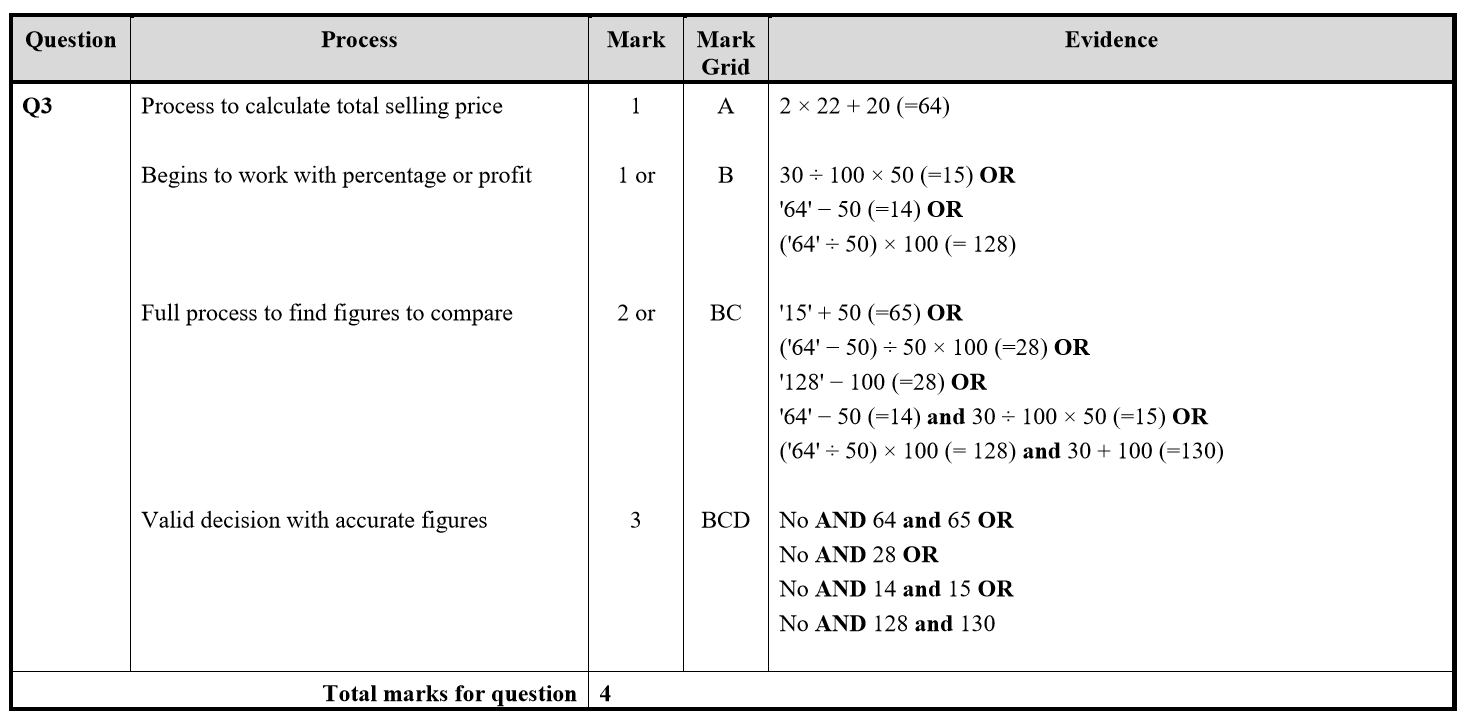 Question Process Mark Mark Grid Evidence
Q3 Process to calculate total selling price 1 A 2 × 22 + 20 (=64)
Begins to work with percentage or profit 1 or B 30 ÷ 100 × 50 (=15) OR
'64' − 50 (=14) OR
('64' ÷ 50) × 100 (= 128)
Full process to find figures to compare 2 or BC '15' + 50 (=65) OR
('64' − 50) ÷ 50 × 100 (=28) OR
'128' − 100 (=28) OR
'64' − 50 (=14) and 30 ÷ 100 × 50 (=15) OR
('64' ÷ 50) × 100 (= 128) and 30 + 100 (=130)
Valid decision with accurate figures 3 BCD No AND 64 and 65 OR
No AND 28 OR
No AND 14 and 15 OR
No AND 128 and 130
Total marks for question 4